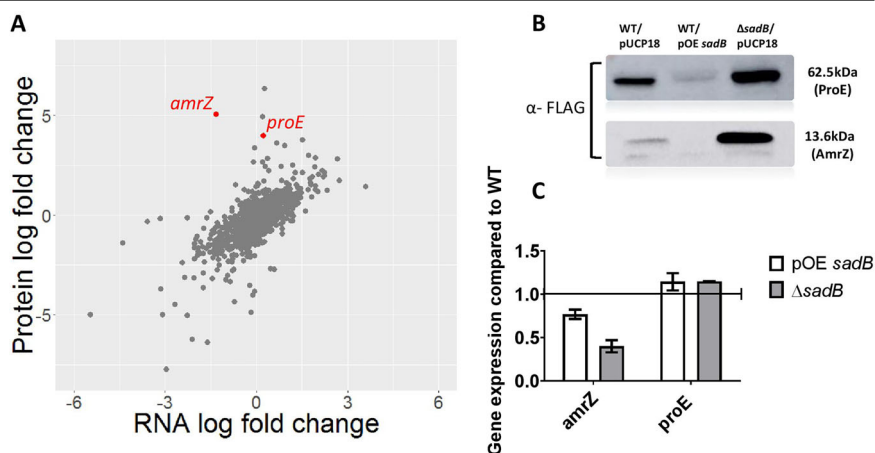 A
amrZ
proE
5
0
-5
-6
-3
0
3
6
Protein log fold change
RNA log fold change
B
WT/
pUCP18
WT/
pOE sadB
ΔsadB/
pUCP18
α- FLAG
62.5kDa
(ProE)
13.6kDa
(AmrZ)
C
Gene expression compared to WT
1.5
1.0
0.5
0.0
amrZ
proE
pOE sadB
ΔsadB